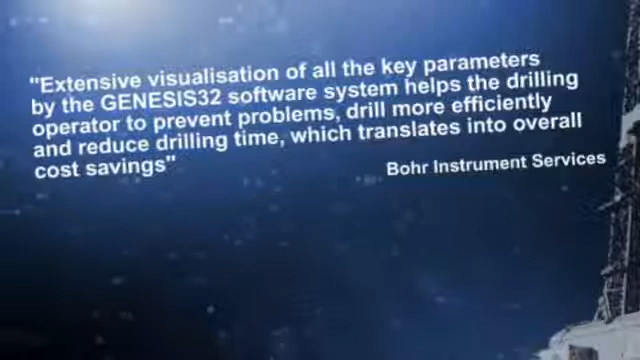 "Extensive visualisation of all the key parameters
by the GENESIS32 software system helps the drilling
operator to prevent problems, drill more efficiently
and reduce drilling time, which translates into overall
cost savings"
Bohr Instrument Services